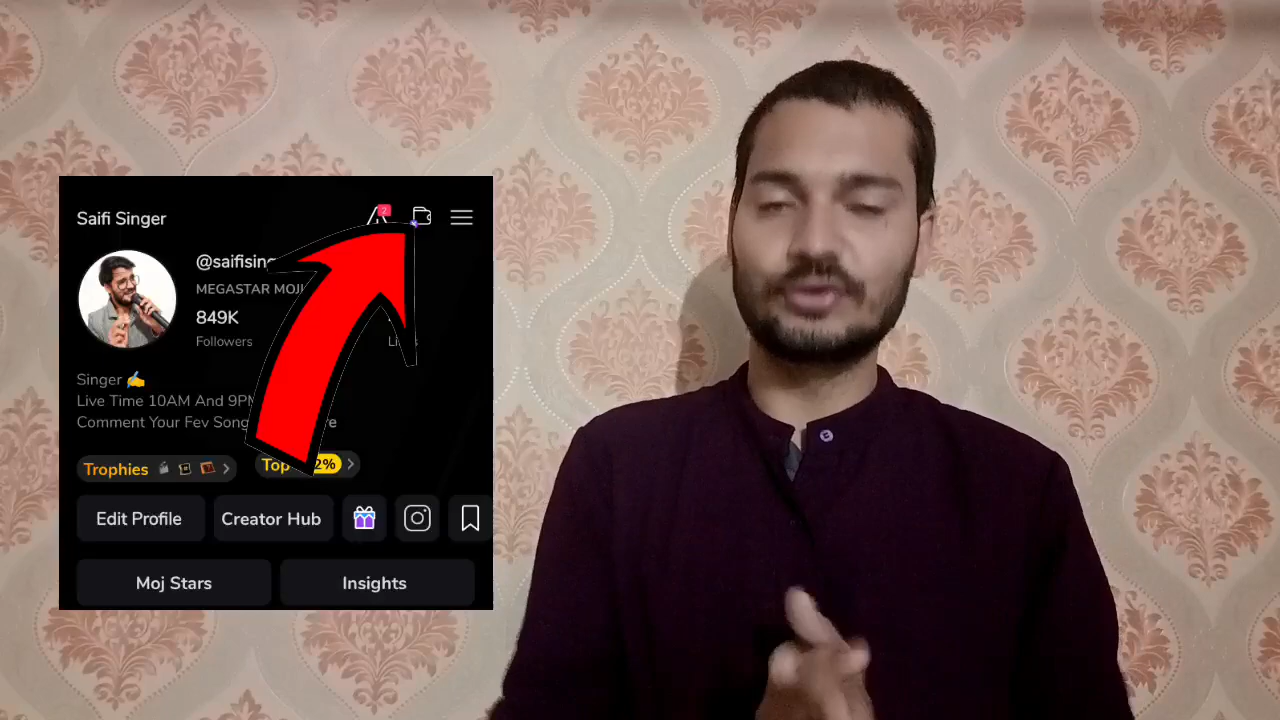 Saifi Singer
2
@saifising
MEGASTAR MOJ
849K
Followers
Singer ✍️
Live Time 10AM And 9PM
Comment Your Fev Song
Trophies
Top 2%
Edit Profile
Creator Hub
Moj Stars
Insights